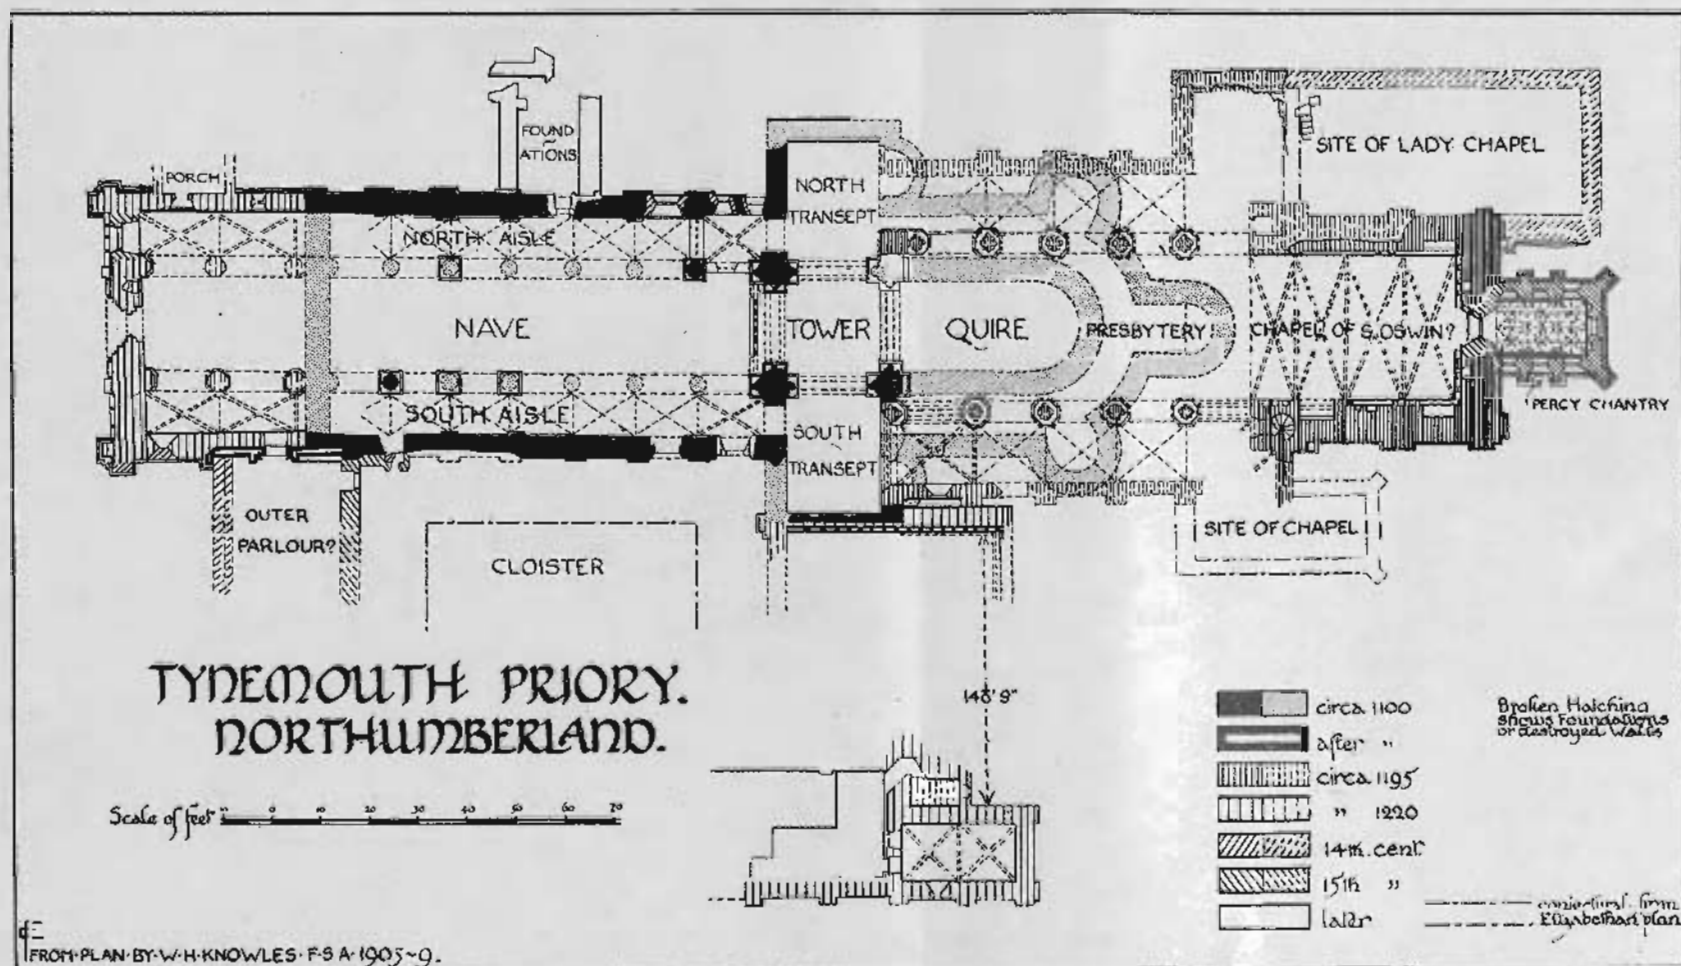 FOUND
ATIONS
PORCH
SITE OF LADY CHAPEL
NORTH
TRANSEPT
NORTH AISLE
NAVE
TOWER
QUIRE
PRESBYTERY
CHAPEL OF S. OSWIN?
PERCY CHANTRY
SOUTH AISLE
SOUTH
TRANSEPT
OUTER
PARLOUR?
CLOISTER
SITE OF CHAPEL
TYNEMOUTH PRIORY.
NORTHUMBERLAND.
143' 9"
Scale of feet 10 0 10 20 30 40 50 60 70
circa 1100
after "
circa 1195
" 1220
14th. cent.
15th "
later
Broken Hatching
shows Foundations
or destroyed Walls
conjectural from
Elizabethan plan
FROM·PLAN·BY·W·H·KNOWLES·F·S·A·1905-9.